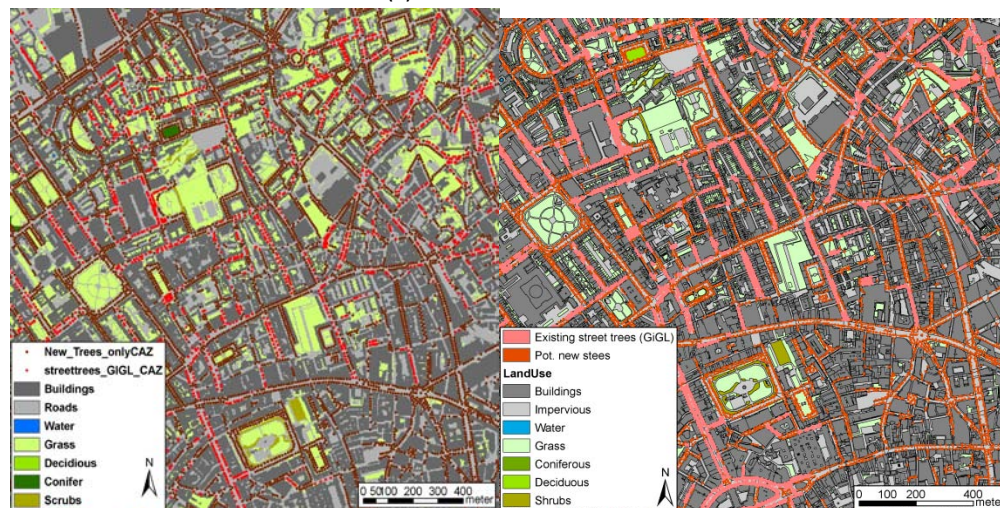 New_Trees_onlyCAZ
streettrees_GIGL_CAZ
Buildings
Roads
Water
Grass
Decidious
Conifer
Scrubs
N
0 50100 200 300 400
meter
Existing street trees (GiGL)
Pot. new stees
LandUse
Buildings
Impervious
Water
Grass
Coniferous
Deciduous
Shrubs
N
0 100 200 400
mete